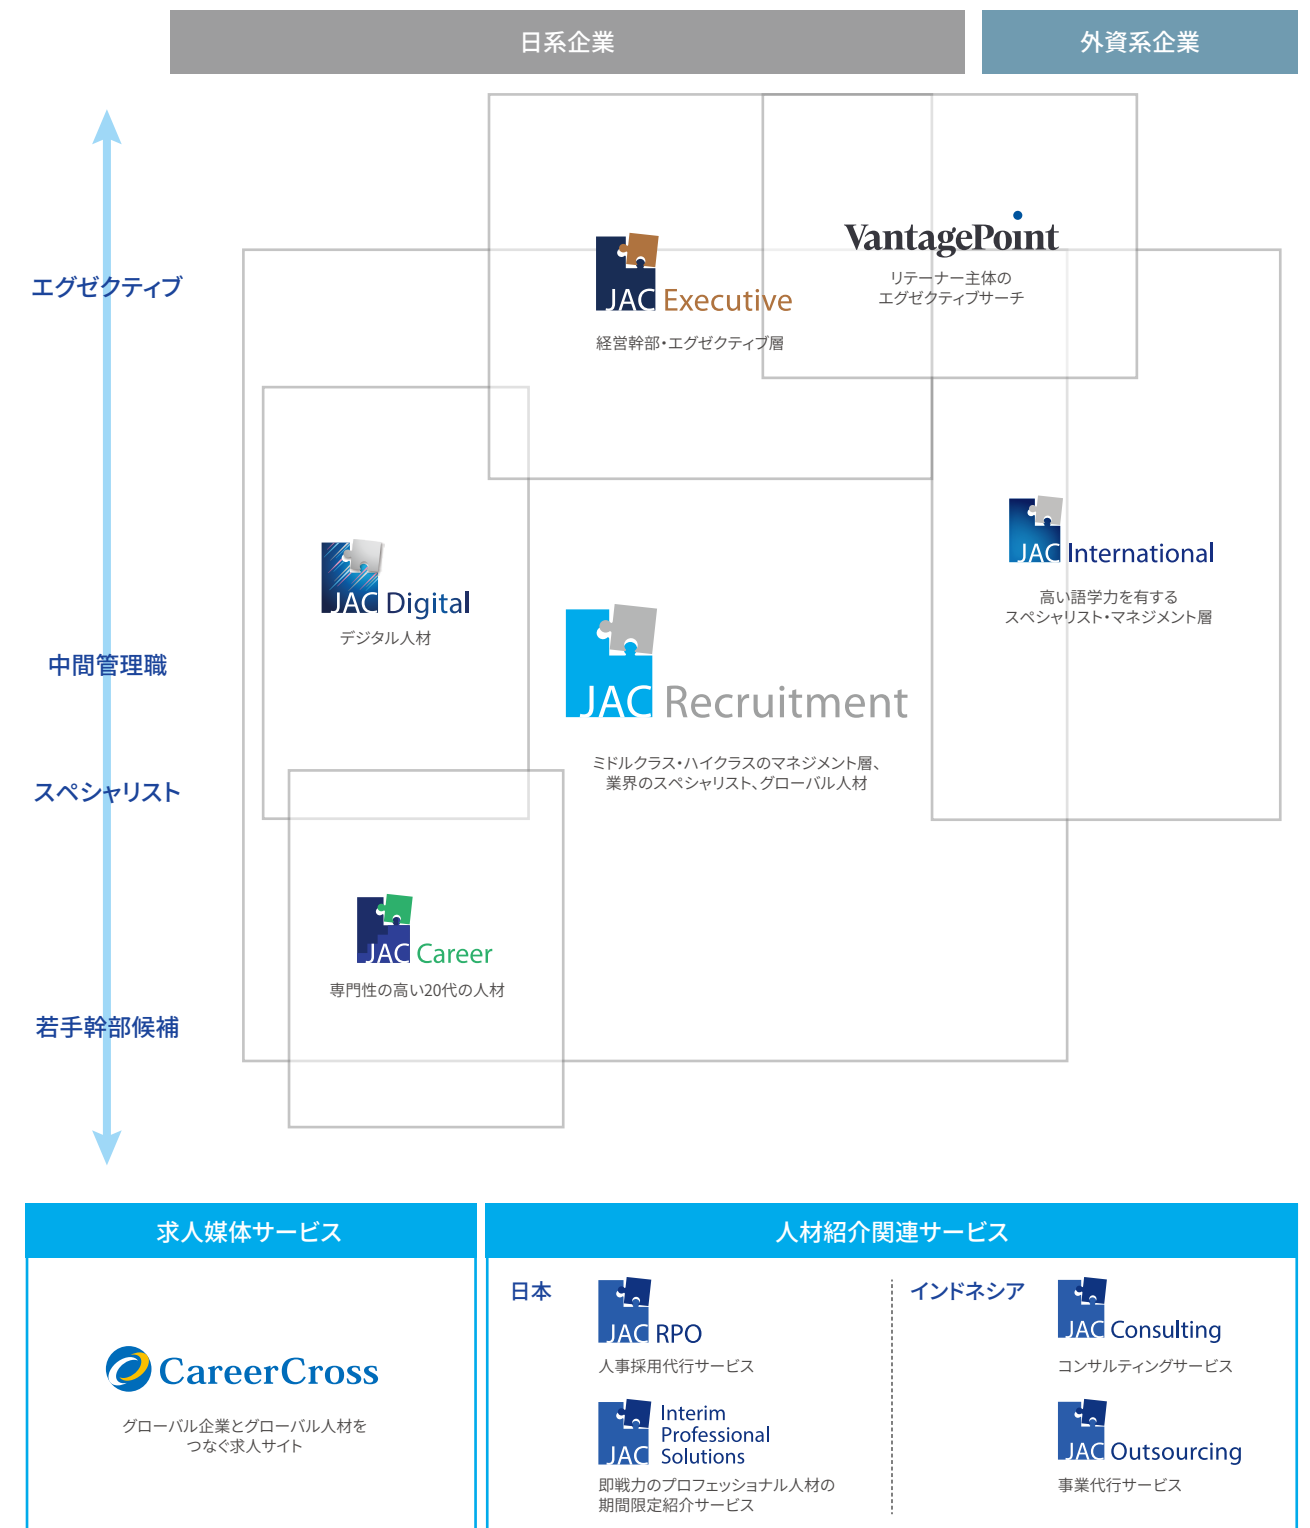 日系企業
外資系企業
エグゼクティブ
中間管理職
スペシャリスト
若手幹部候補
VantagePoint
リテーナー主体の
エグゼクティブサーチ
JAC Executive
経営幹部・エグゼクティブ層
JAC International
高い語学力を有する
スペシャリスト・マネジメント層
JAC Digital
デジタル人材
JAC Recruitment
ミドルクラス・ハイクラスのマネジメント層、
業界のスペシャリスト、グローバル人材
JAC Career
専門性の高い20代の人材
求人媒体サービス
CareerCross
グローバル企業とグローバル人材を
つなぐ求人サイト
人材紹介関連サービス
日本
JAC RPO
人事採用代行サービス
Interim
Professional
JAC Solutions
即戦力のプロフェッショナル人材の
期間限定紹介サービス
インドネシア
JAC Consulting
コンサルティングサービス
JAC Outsourcing
事業代行サービス